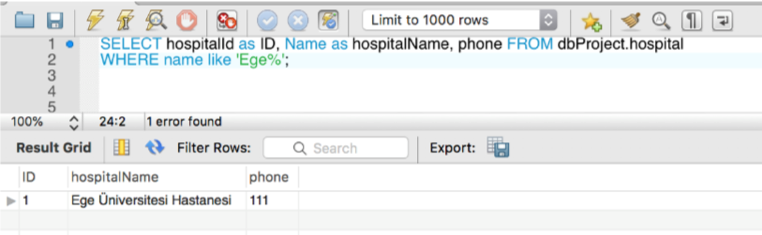 Limit to 1000 rows
1 SELECT hospitalId as ID, Name as hospitalName, phone FROM dbProject.hospital
2 WHERE name like 'Ege%';
3
4
5
100% 24:2 1 error found
Result Grid Filter Rows: Search Export:
ID hospitalName phone
1 Ege Üniversitesi Hastanesi 111